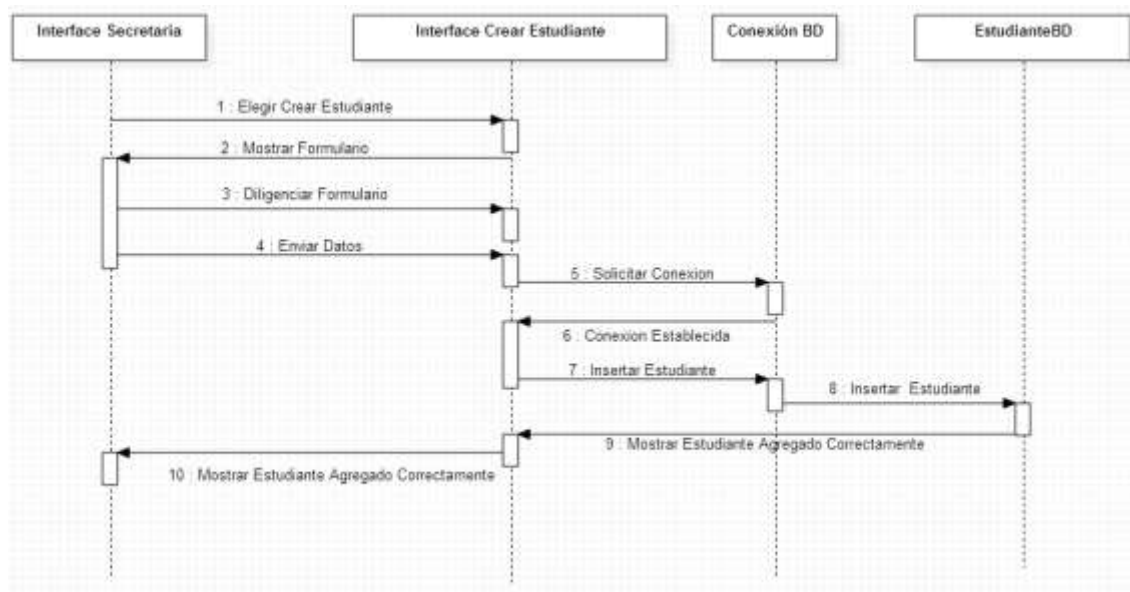 Interface Secretaria
Interface Crear Estudiante
Conexión BD
EstudianteBD
1 : Elegir Crear Estudiante
2 : Mostrar Formulario
3 : Diligenciar Formulario
4 : Enviar Datos
5 : Solicitar Conexion
6 : Conexion Establecida
7 : Insertar Estudiante
8 : Insertar Estudiante
9 : Mostrar Estudiante Agregado Correctamente
10 : Mostrar Estudiante Agregado Correctamente